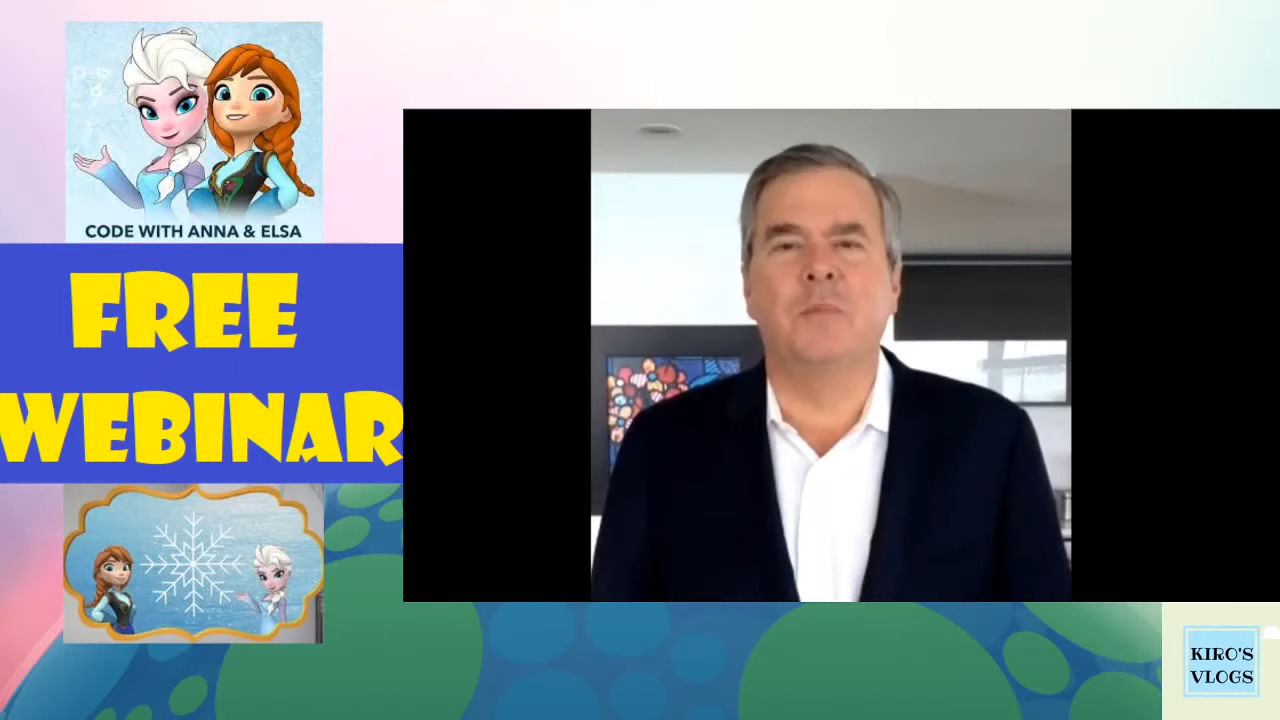 CODE WITH ANNA & ELSA
FREE
WEBINAR
KIRO'S
VLOGS